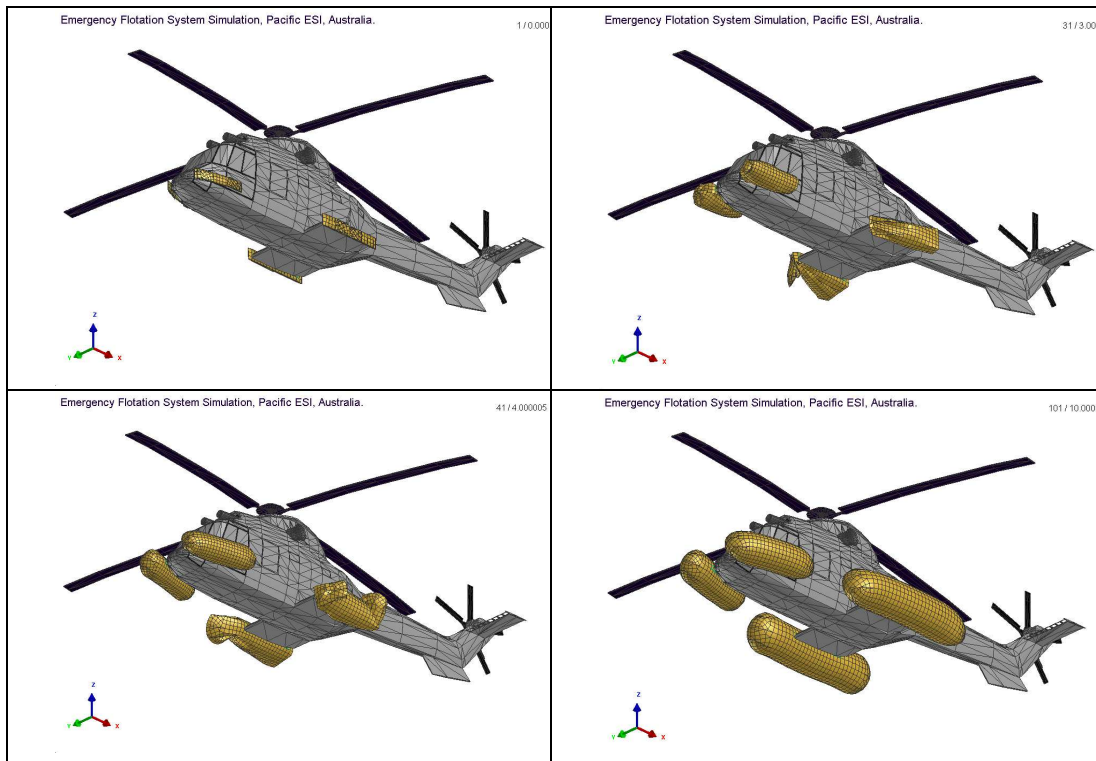 Emergency Flotation System Simulation, Pacific ESI, Australia.
1 / 0.000
Z
Y
X
Emergency Flotation System Simulation, Pacific ESI, Australia.
31 / 3.00
Z
Y
X
Emergency Flotation System Simulation, Pacific ESI, Australia.
41 / 4.000005
Z
Y
X
Emergency Flotation System Simulation, Pacific ESI, Australia.
101 / 10.000
Z
Y
X